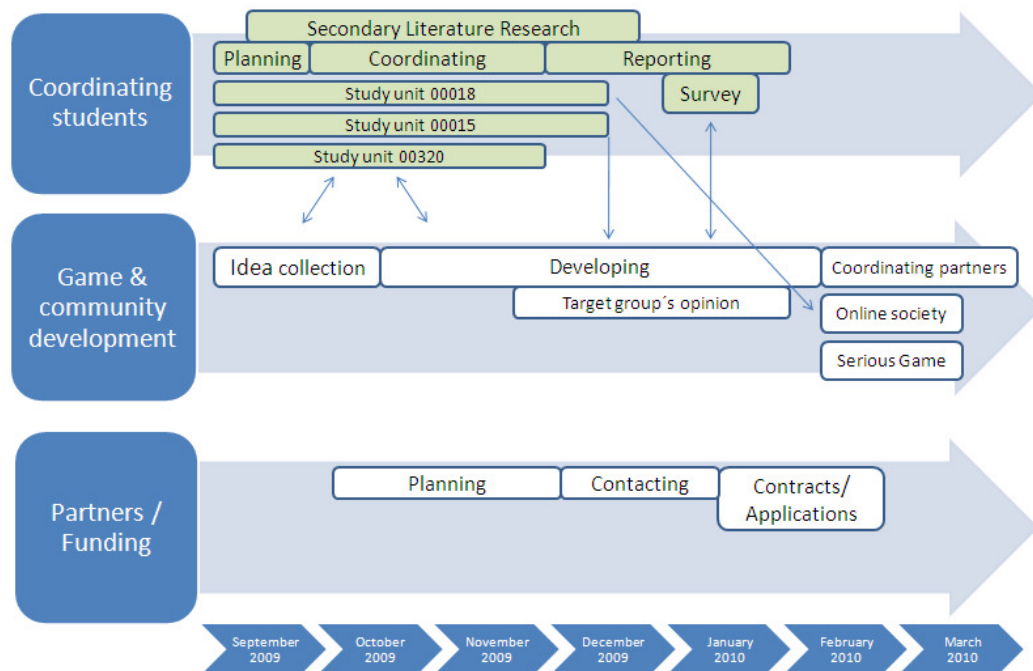 Coordinating
students
Secondary Literature Research
Planning
Coordinating
Reporting
Study unit 00018
Survey
Study unit 00015
Study unit 00320
Game &
community
development
Idea collection
Developing
Coordinating partners
Target group´s opinion
Online society
Serious Game
Partners /
Funding
Planning
Contacting
Contracts/
Applications
September
2009
October
2009
November
2009
December
2009
January
2010
February
2010
March
2010